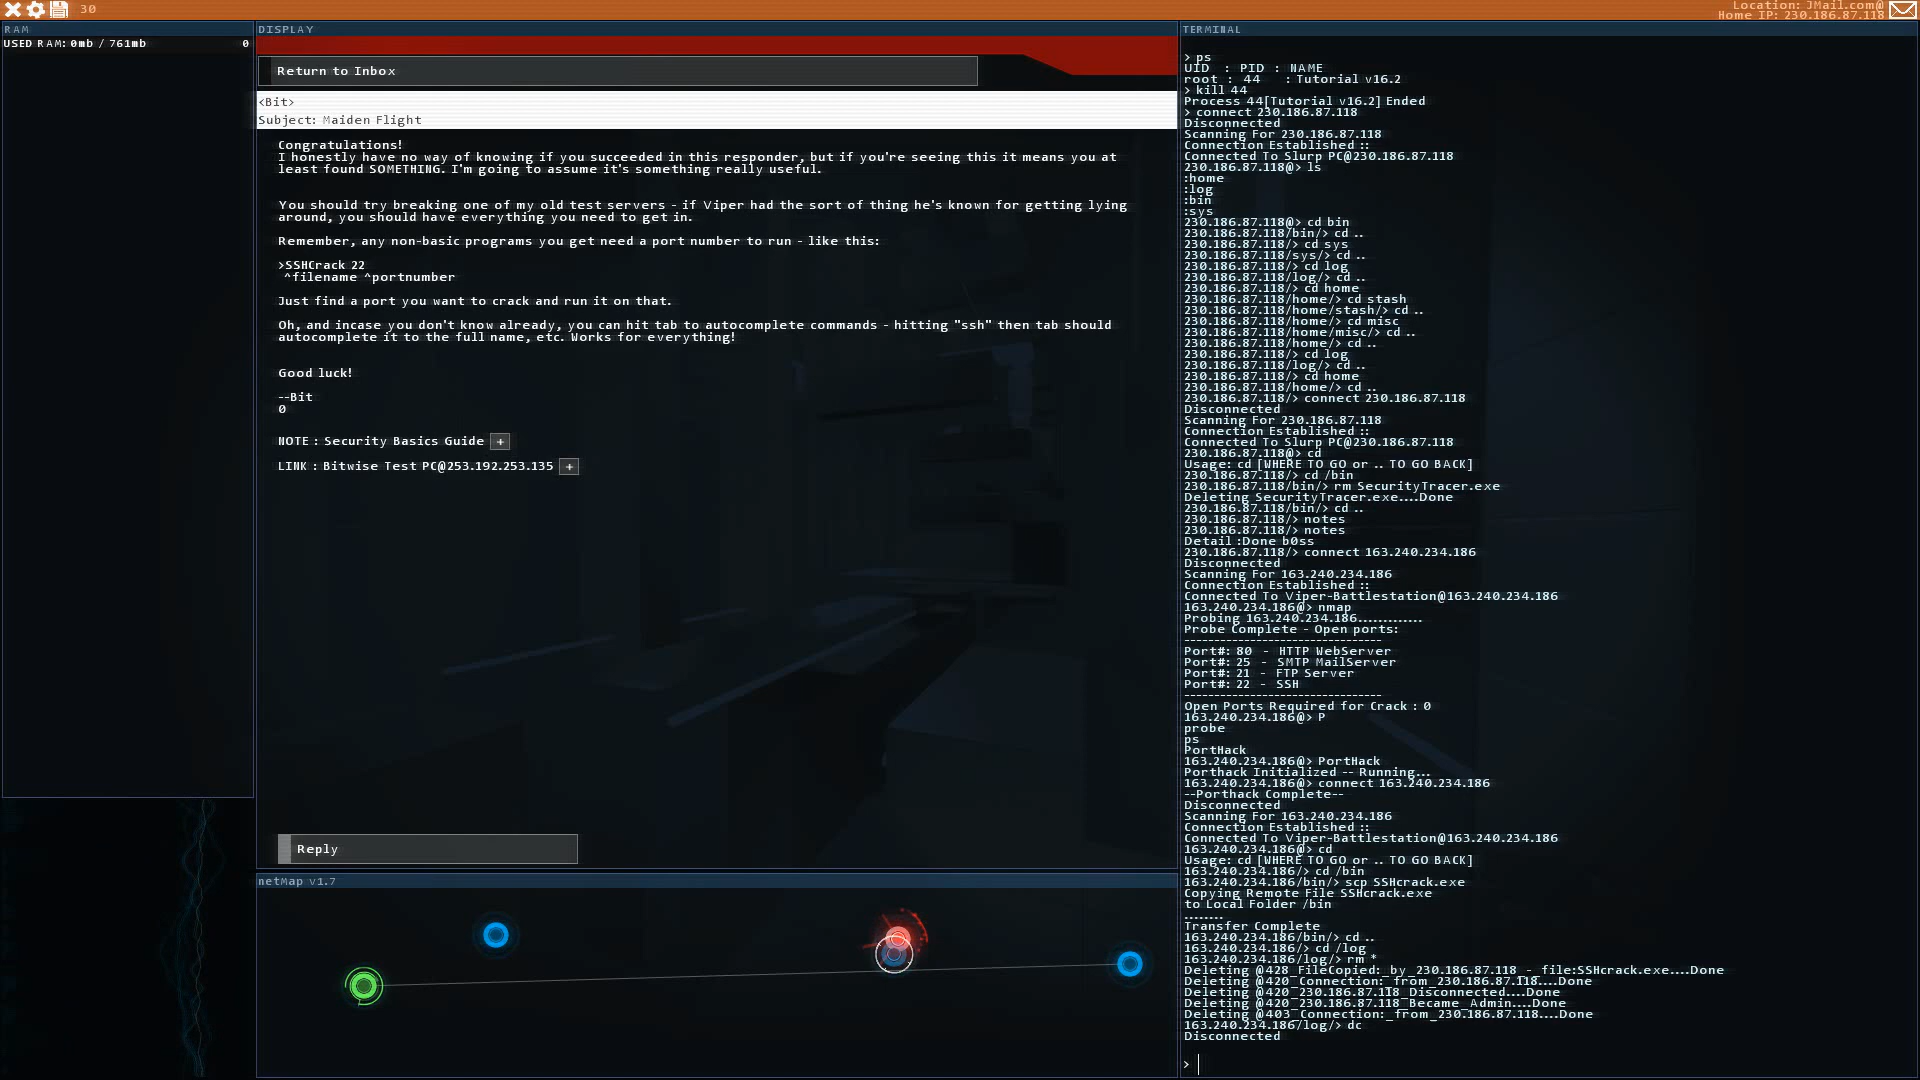 30
Location: JMail.com@
Home IP: 230.186.87.118
RAM
USED RAM: 0mb / 761mb 0
DISPLAY
Return to Inbox
<Bit>
Subject: Maiden Flight
Congratulations!
I honestly have no way of knowing if you succeeded in this responder, but if you're seeing this it means you at
least found SOMETHING. I'm going to assume it's something really useful.
You should try breaking one of my old test servers - if Viper had the sort of thing he's known for getting lying
around, you should have everything you need to get in.
Remember, any non-basic programs you get need a port number to run - like this:
>SSHCrack 22
^filename ^portnumber
Just find a port you want to crack and run it on that.
Oh, and incase you don't know already, you can hit tab to autocomplete commands - hitting "ssh" then tab should
autocomplete it to the full name, etc. Works for everything!
Good luck!
--Bit
0
NOTE : Security Basics Guide +
LINK : Bitwise Test PC@253.192.253.135 +
Reply
netMap v1.7
TERMINAL
> ps
UID : PID : NAME
root : 44 : Tutorial v16.2
> kill 44
Process 44[Tutorial v16.2] Ended
> connect 230.186.87.118
Disconnected
Scanning For 230.186.87.118
Connection Established ::
Connected To Slurp PC@230.186.87.118
230.186.87.118@> ls
:home
:log
:bin
:sys
230.186.87.118@> cd bin
230.186.87.118/bin/> cd ..
230.186.87.118/> cd sys
230.186.87.118/sys/> cd ..
230.186.87.118/> cd log
230.186.87.118/log/> cd ..
230.186.87.118/> cd home
230.186.87.118/home/> cd stash
230.186.87.118/home/stash/> cd ..
230.186.87.118/home/> cd misc
230.186.87.118/home/misc/> cd ..
230.186.87.118/home/> cd ..
230.186.87.118/> cd log
230.186.87.118/log/> cd ..
230.186.87.118/> cd home
230.186.87.118/home/> cd ..
230.186.87.118/> connect 230.186.87.118
Disconnected
Scanning For 230.186.87.118
Connection Established ::
Connected To Slurp PC@230.186.87.118
230.186.87.118@> cd
Usage: cd [WHERE TO GO or .. TO GO BACK]
230.186.87.118/> cd /bin
230.186.87.118/bin/> rm SecurityTracer.exe
Deleting SecurityTracer.exe....Done
230.186.87.118/bin/> cd ..
230.186.87.118/> notes
230.186.87.118/> notes
Detail :Done b0ss
230.186.87.118/> connect 163.240.234.186
Disconnected
Scanning For 163.240.234.186
Connection Established ::
Connected To Viper-Battlestation@163.240.234.186
163.240.234.186@> nmap
Probing 163.240.234.186.............
Probe Complete - Open ports:
---------------------------------
Port#: 80 - HTTP WebServer
Port#: 25 - SMTP MailServer
Port#: 21 - FTP Server
Port#: 22 - SSH
---------------------------------
Open Ports Required for Crack : 0
163.240.234.186@> P
probe
ps
PortHack
163.240.234.186@> PortHack
Porthack Initialized -- Running...
163.240.234.186@> connect 163.240.234.186
--Porthack Complete--
Disconnected
Scanning For 163.240.234.186
Connection Established ::
Connected To Viper-Battlestation@163.240.234.186
163.240.234.186@> cd
Usage: cd [WHERE TO GO or .. TO GO BACK]
163.240.234.186/> cd /bin
163.240.234.186/bin/> scp SSHcrack.exe
Copying Remote File SSHcrack.exe
to Local Folder /bin
........
Transfer Complete
163.240.234.186/bin/> cd ..
163.240.234.186/> cd /log
163.240.234.186/log/> rm *
Deleting @428_FileCopied:_by_230.186.87.118_-_file:SSHcrack.exe....Done
Deleting @420_Connection:_from_230.186.87.118....Done
Deleting @420_230.186.87.118_Disconnected....Done
Deleting @420_230.186.87.118_Became_Admin....Done
Deleting @403_Connection:_from_230.186.87.118....Done
163.240.234.186/log/> dc
Disconnected
>